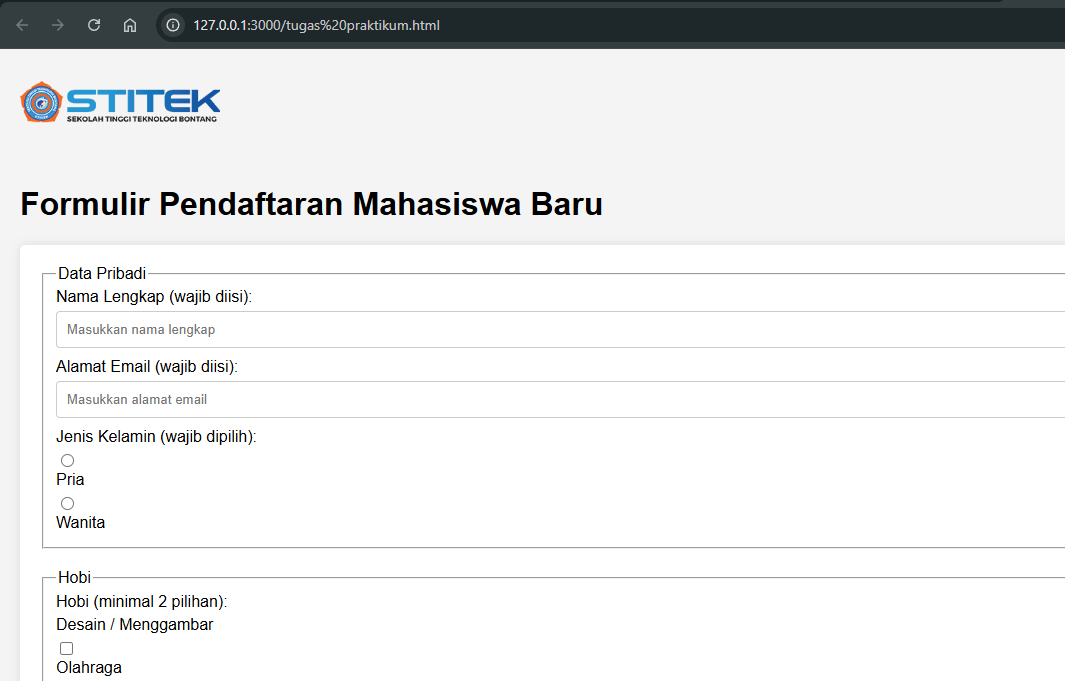 127.0.0.1:3000/tugas%20praktikum.html
STITEK
SEKOLAH TINGGI TEKNOLOGI BONTANG
Formulir Pendaftaran Mahasiswa Baru
Data Pribadi
Nama Lengkap (wajib diisi):
Masukkan nama lengkap
Alamat Email (wajib diisi):
Masukkan alamat email
Jenis Kelamin (wajib dipilih):
Pria
Wanita
Hobi
Hobi (minimal 2 pilihan):
Desain / Menggambar
Olahraga